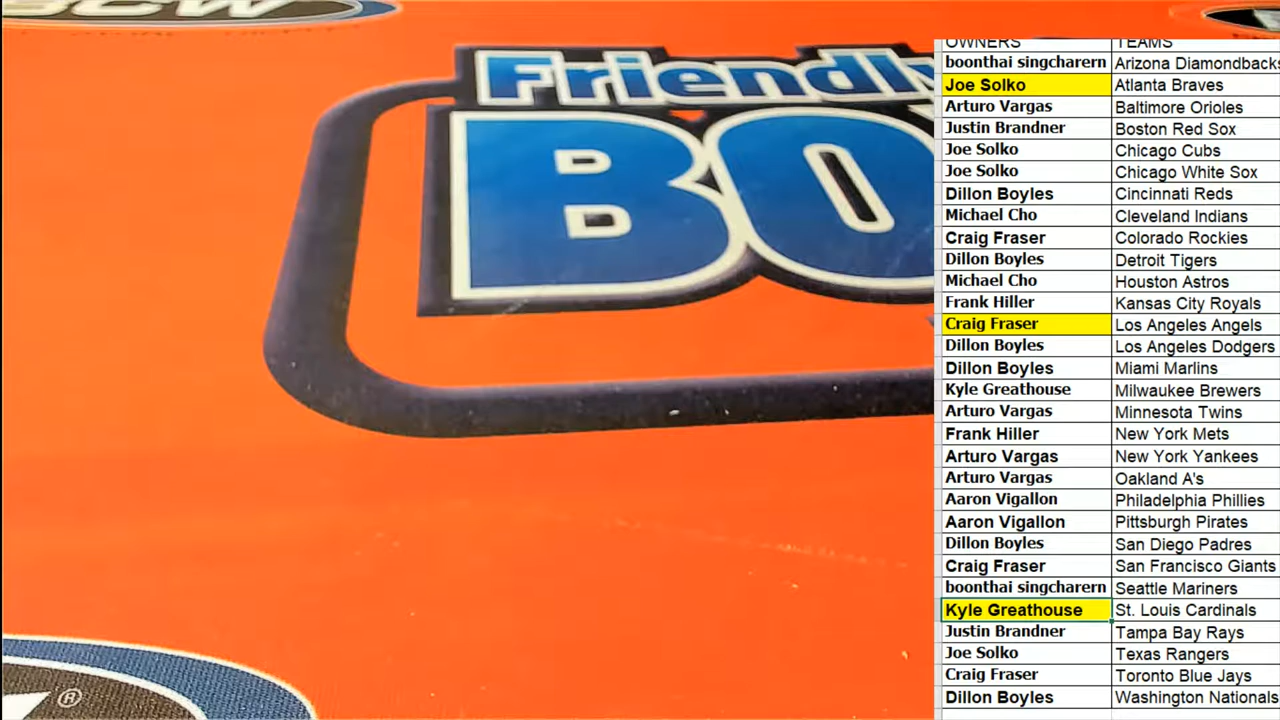 BCW
Friendly
BO
®
OWNERS TEAMS
boonthai singcharern Arizona Diamondbacks
Joe Solko Atlanta Braves
Arturo Vargas Baltimore Orioles
Justin Brandner Boston Red Sox
Joe Solko Chicago Cubs
Joe Solko Chicago White Sox
Dillon Boyles Cincinnati Reds
Michael Cho Cleveland Indians
Craig Fraser Colorado Rockies
Dillon Boyles Detroit Tigers
Michael Cho Houston Astros
Frank Hiller Kansas City Royals
Craig Fraser Los Angeles Angels
Dillon Boyles Los Angeles Dodgers
Dillon Boyles Miami Marlins
Kyle Greathouse Milwaukee Brewers
Arturo Vargas Minnesota Twins
Frank Hiller New York Mets
Arturo Vargas New York Yankees
Arturo Vargas Oakland A's
Aaron Vigallon Philadelphia Phillies
Aaron Vigallon Pittsburgh Pirates
Dillon Boyles San Diego Padres
Craig Fraser San Francisco Giants
boonthai singcharern Seattle Mariners
Kyle Greathouse St. Louis Cardinals
Justin Brandner Tampa Bay Rays
Joe Solko Texas Rangers
Craig Fraser Toronto Blue Jays
Dillon Boyles Washington Nationals